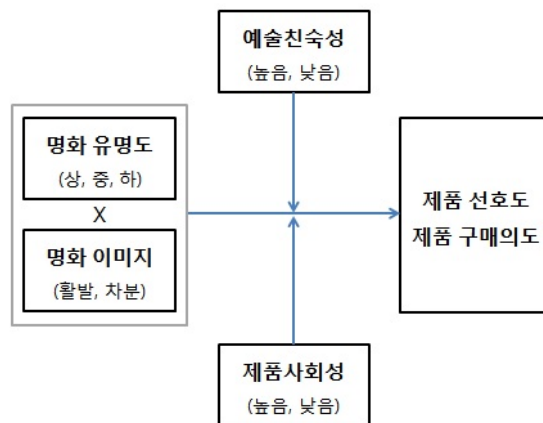 예술친숙성
(높음, 낮음)
명화 유명도
(상, 중, 하)
X
명화 이미지
(활발, 차분)
제품 선호도
제품 구매의도
제품사회성
(높음, 낮음)